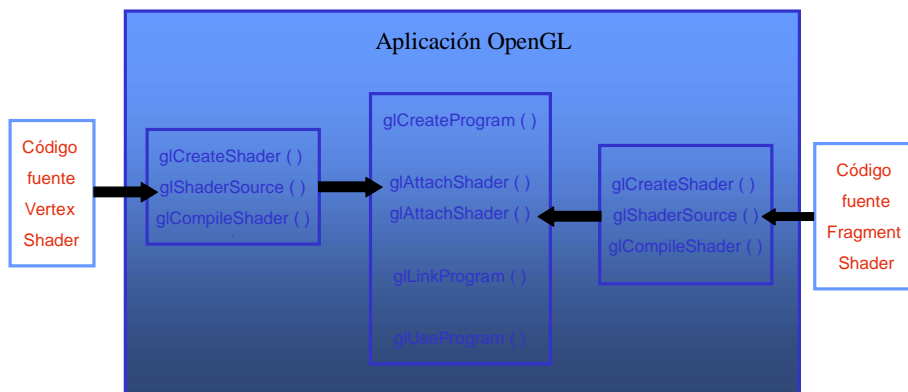 Aplicación OpenGL
Código
fuente
Vertex
Shader
glCreateShader ( )
glShaderSource ( )
glCompileShader ( )
glCreateProgram ( )
glAttachShader ( )
glAttachShader ( )
glLinkProgram ( )
glUseProgram ( )
glCreateShader ( )
glShaderSource ( )
glCompileShader ( )
Código
fuente
Fragment
Shader